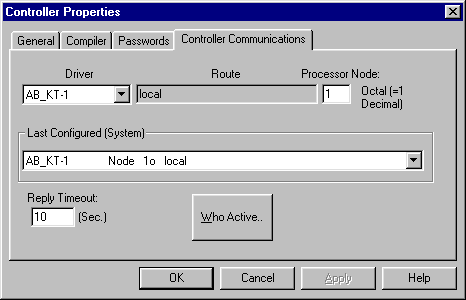 Controller Properties
General Compiler Passwords Controller Communications
Driver Route Processor Node:
AB_KT-1 local 1 Octal (=1
Decimal)
Last Configured (System)
AB_KT-1 Node 1o local
Reply Timeout:
10 (Sec.) Who Active..
OK Cancel Apply Help